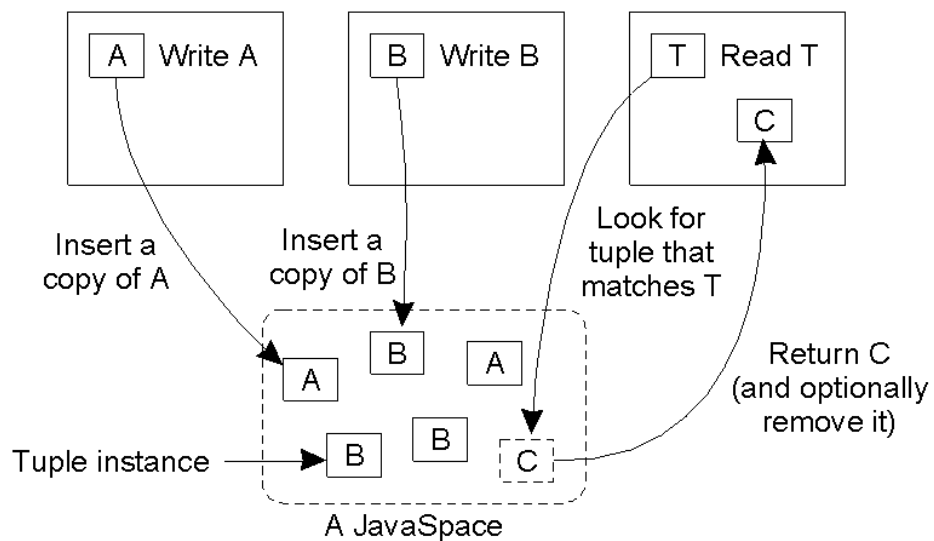 A Write A
B Write B
T Read T
C
Insert a
copy of A
Insert a
copy of B
Look for
tuple that
matches T
B
A
A
Return C
(and optionally
remove it)
B
Tuple instance
B
C
A JavaSpace